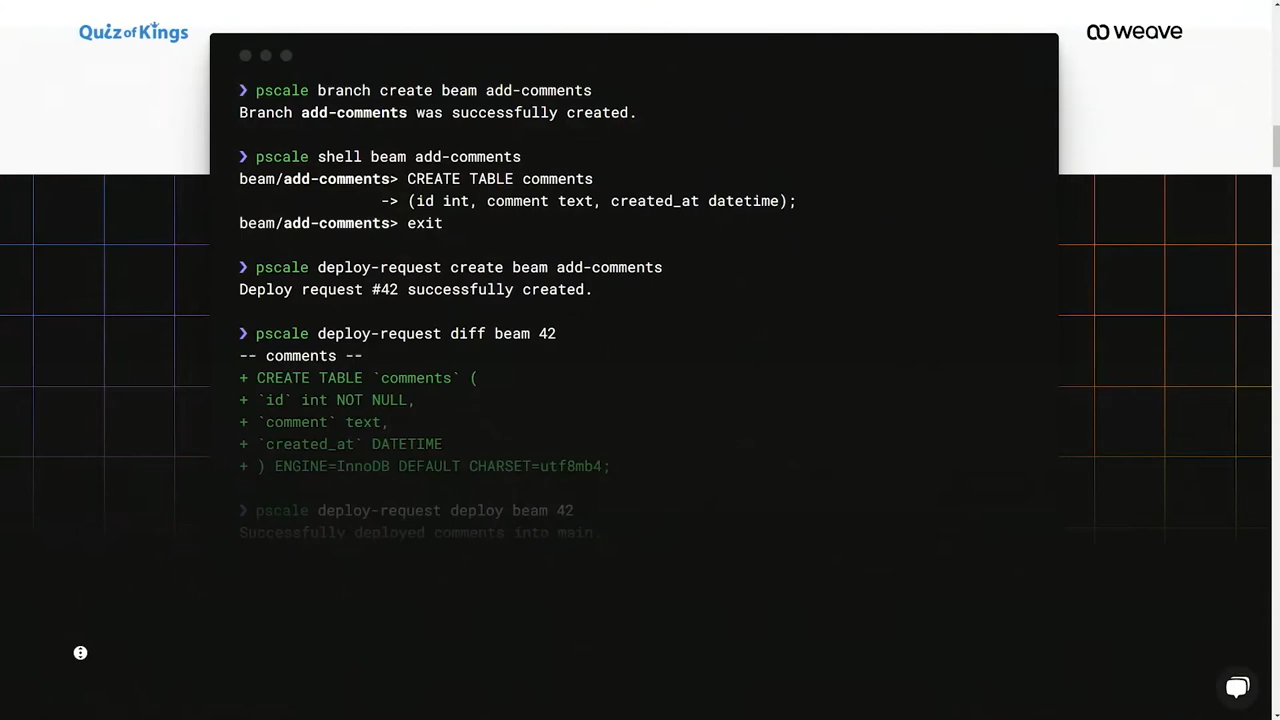 Quiz of Kings
weave
❯ pscale branch create beam add-comments
Branch add-comments was successfully created.
❯ pscale shell beam add-comments
beam/add-comments> CREATE TABLE comments
-> (id int, comment text, created_at datetime);
beam/add-comments> exit
❯ pscale deploy-request create beam add-comments
Deploy request #42 successfully created.
❯ pscale deploy-request diff beam 42
-- comments --
+ CREATE TABLE `comments` (
+ `id` int NOT NULL,
+ `comment` text,
+ `created_at` DATETIME
+ ) ENGINE=InnoDB DEFAULT CHARSET=utf8mb4;
❯ pscale deploy-request deploy beam 42
Successfully deployed comments into main.